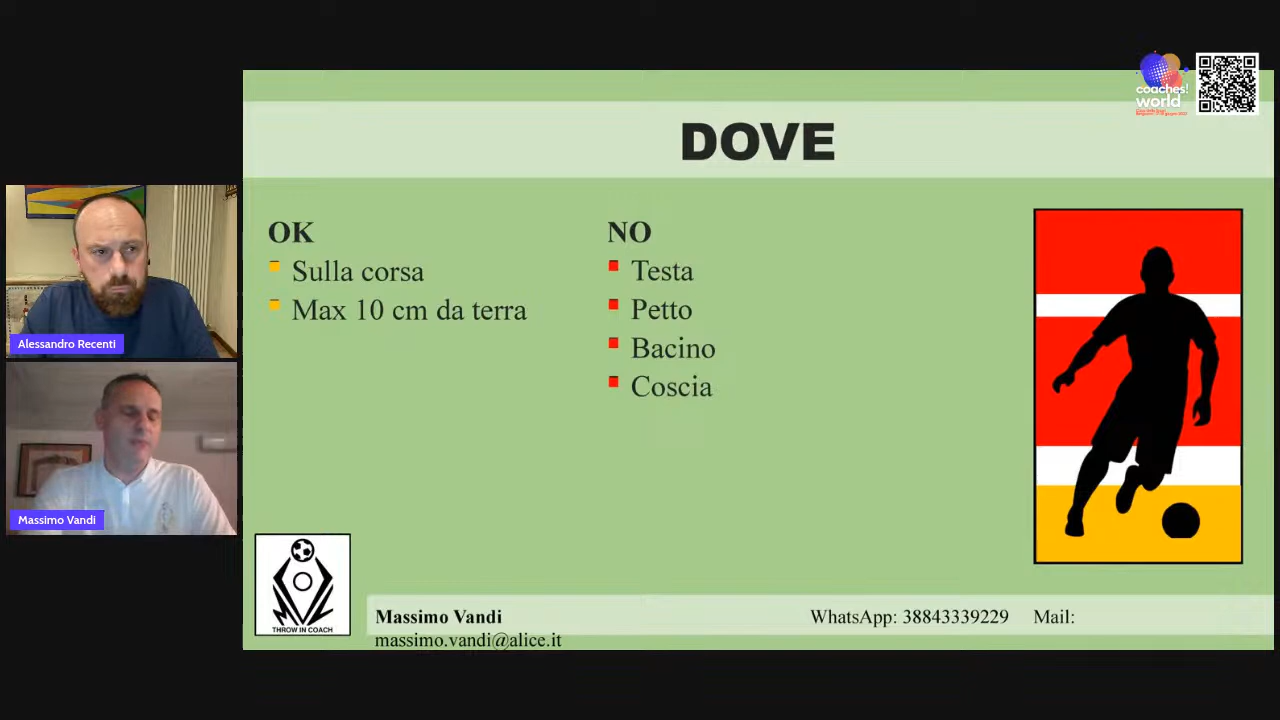 coaches!
world
DOVE
OK
Sulla corsa
Max 10 cm da terra
NO
Testa
Petto
Bacino
Coscia
Alessandro Recenti
Massimo Vandi
THROW IN COACH
Massimo Vandi
WhatsApp: 38843339229 Mail:
massimo.vandi@alice.it